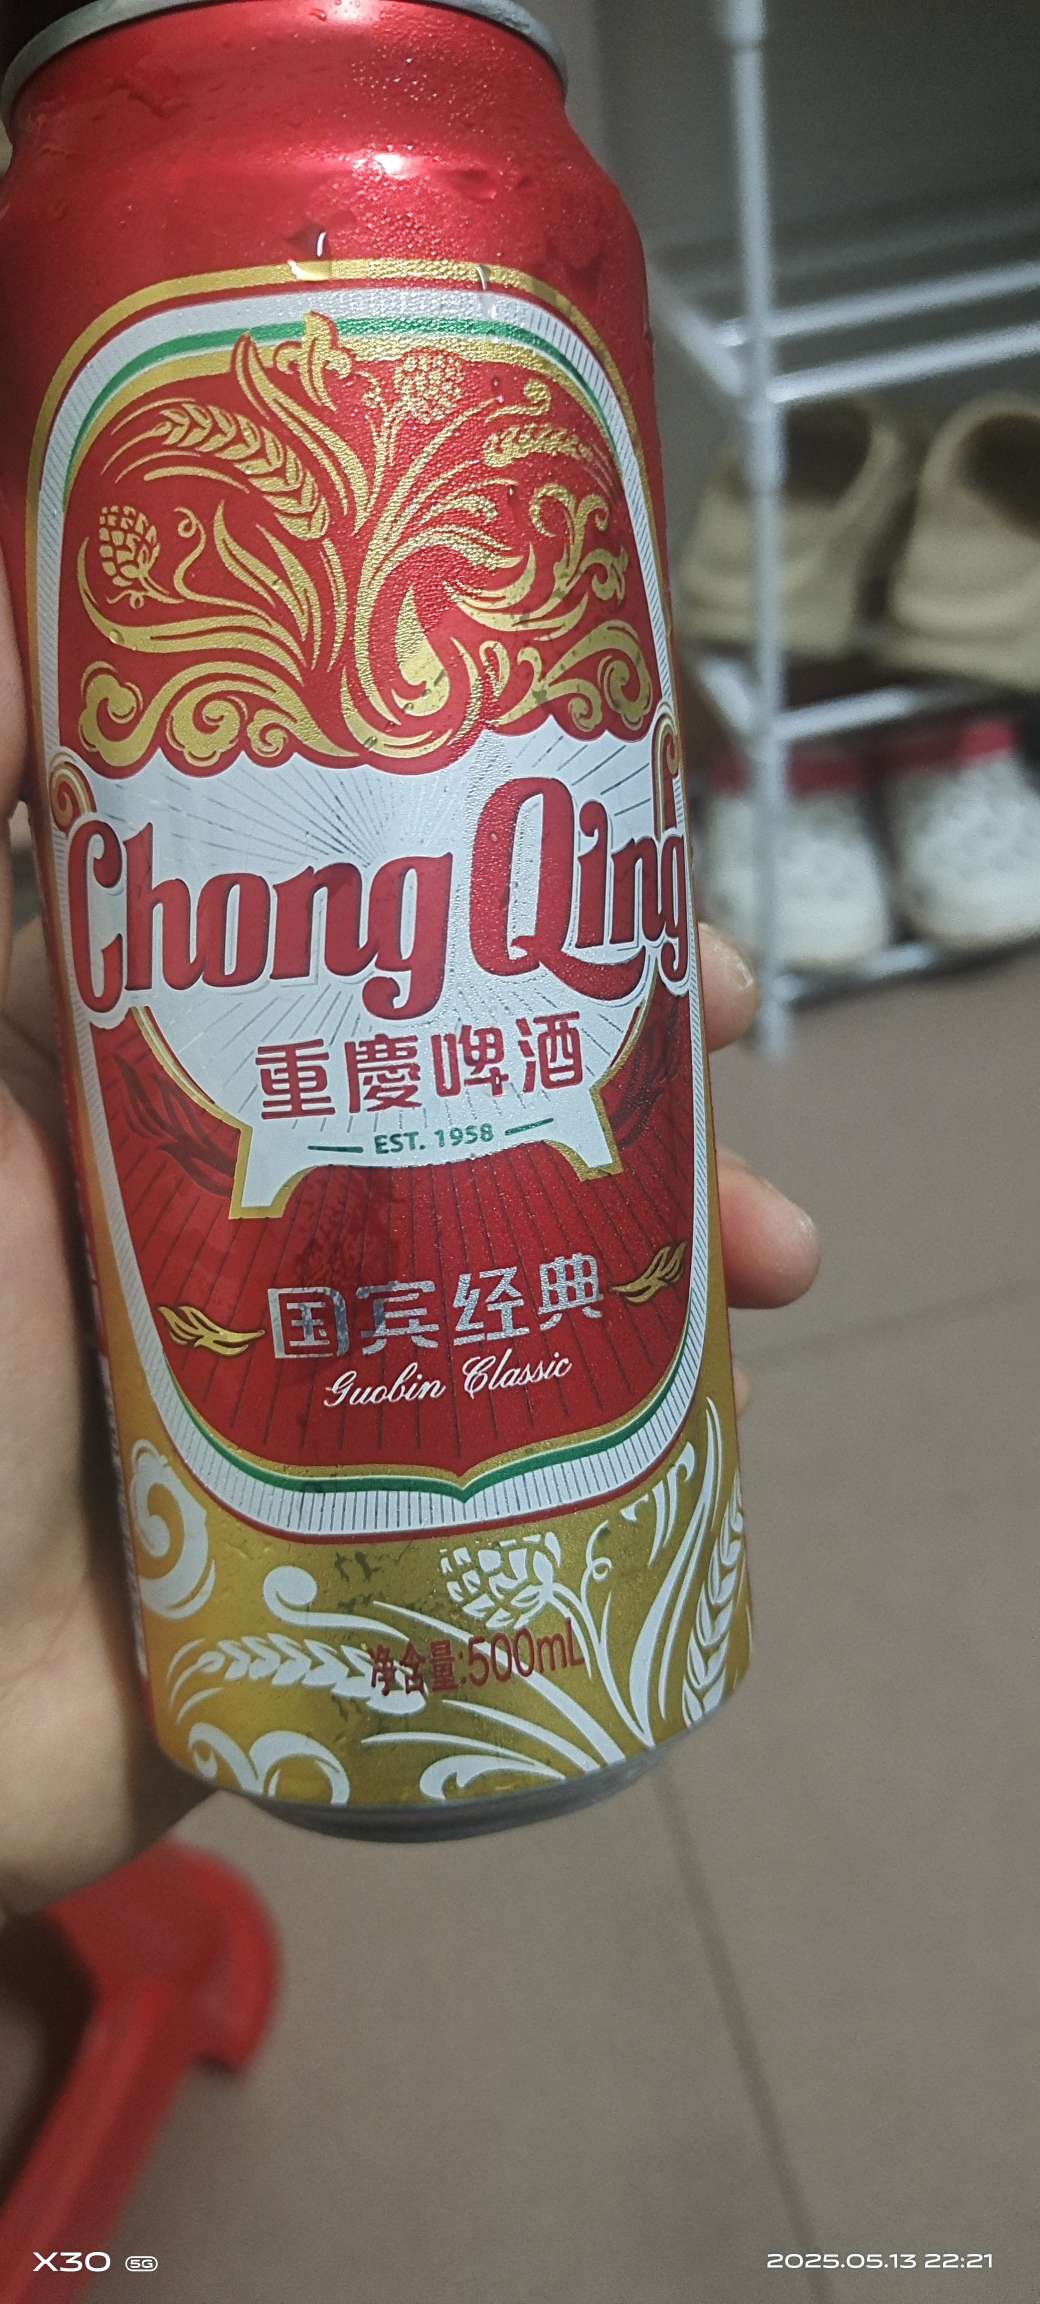 Chong Qing
重慶啤酒
EST. 1958
国宾经典
Guobin Classic
净含量:500mL
X30 5G
2025.05.13 22:21